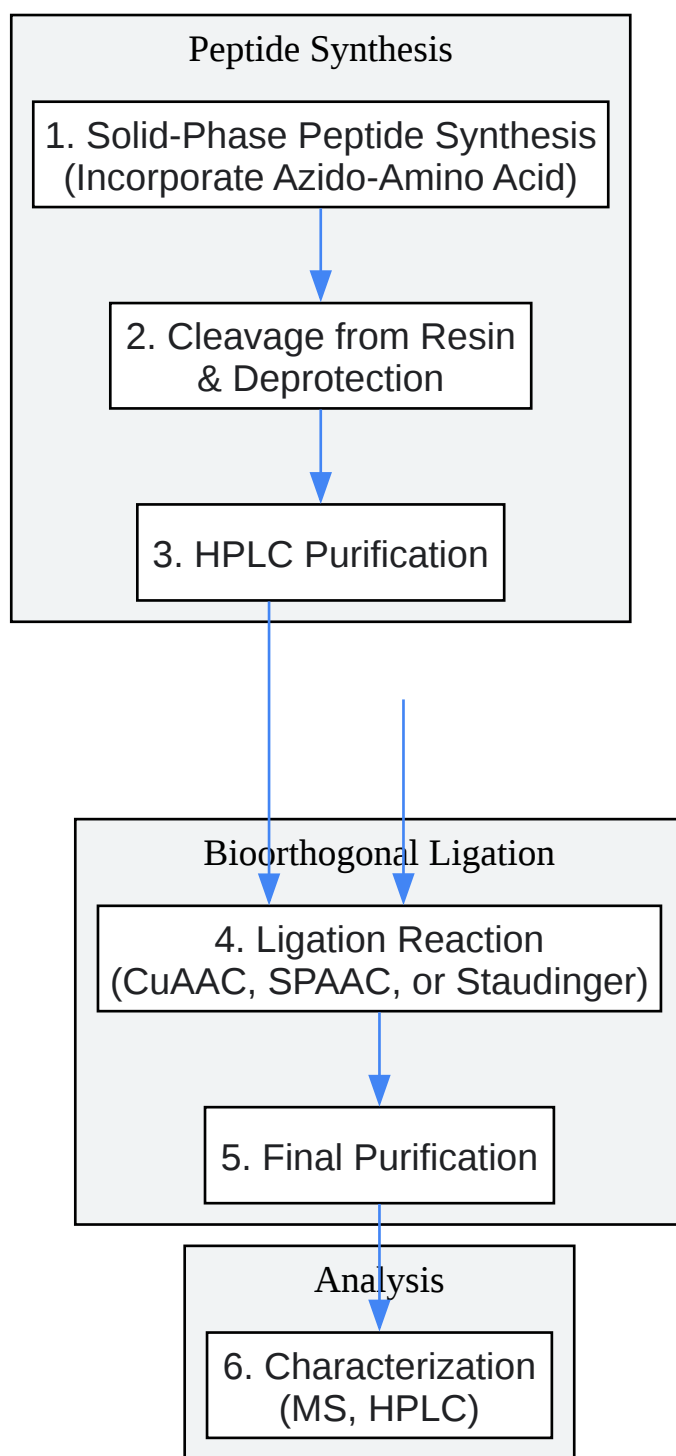 Peptide Synthesis
1. Solid-Phase Peptide Synthesis
(Incorporate Azido-Amino Acid)
2. Cleavage from Resin
& Deprotection
3. HPLC Purification
Bioorthogonal Ligation
4. Ligation Reaction
(CuAAC, SPAAC, or Staudinger)
5. Final Purification
Analysis
6. Characterization
(MS, HPLC)